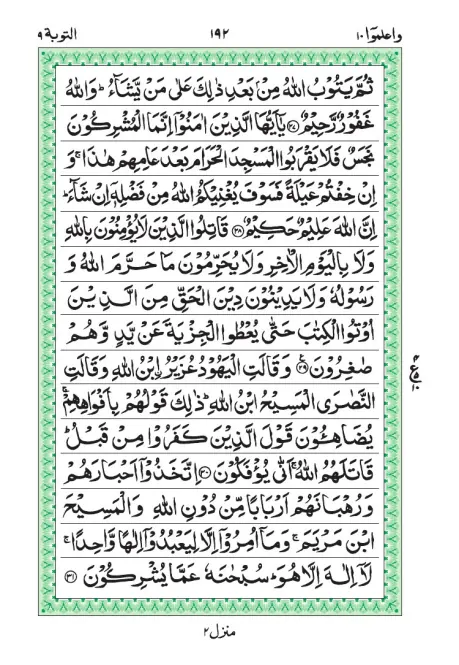 واعلموا ١٠ ١٩٢ التوبة ٩
ثُمَّ يَتُوْبُ اللّٰهُ مِنْۢ بَعْدِ ذٰلِكَ عَلٰى مَنْ يَّشَآءُ ؕ وَاللّٰهُ
غَفُوْرٌ رَّحِيْمٌ ﴿۲۷﴾ يٰۤاَيُّهَا الَّذِيْنَ اٰمَنُوْۤا اِنَّمَا الْمُشْرِكُوْنَ
نَجَسٌ فَلَا يَقْرَبُوا الْمَسْجِدَ الْحَرَامَ بَعْدَ عَامِهِمْ هٰذَا ۚ وَ
اِنْ خِفْتُمْ عَيْلَةً فَسَوْفَ يُغْنِيْكُمُ اللّٰهُ مِنْ فَضْلِهٖۤ اِنْ شَآءَ ؕ
اِنَّ اللّٰهَ عَلِيْمٌ حَكِيْمٌ ﴿۲۸﴾ قَاتِلُوا الَّذِيْنَ لَا يُؤْمِنُوْنَ بِاللّٰهِ
وَلَا بِالْيَوْمِ الْاٰخِرِ وَلَا يُحَرِّمُوْنَ مَا حَرَّمَ اللّٰهُ وَ
رَسُوْلُهٗ وَلَا يَدِيْنُوْنَ دِيْنَ الْحَقِّ مِنَ الَّذِيْنَ
اُوْتُوا الْكِتٰبَ حَتّٰى يُعْطُوا الْجِزْيَةَ عَنْ يَّدٍ وَّهُمْ
صٰغِرُوْنَ ﴿۲۹﴾ وَقَالَتِ الْيَهُوْدُ عُزَيْرُ ۨابْنُ اللّٰهِ وَقَالَتِ
النَّصٰرَى الْمَسِيْحُ ابْنُ اللّٰهِ ؕ ذٰلِكَ قَوْلُهُمْ بِاَفْوَاهِهِمْ ۚ
يُضَاهِـُٔوْنَ قَوْلَ الَّذِيْنَ كَفَرُوْا مِنْ قَبْلُ ؕ
قَاتَلَهُمُ اللّٰهُ ۚ اَنّٰى يُؤْفَكُوْنَ ﴿۳۰﴾ اِتَّخَذُوْۤا اَحْبَارَهُمْ
وَرُهْبَانَهُمْ اَرْبَابًا مِّنْ دُوْنِ اللّٰهِ وَالْمَسِيْحَ
ابْنَ مَرْيَمَ ۚ وَمَاۤ اُمِرُوْۤا اِلَّا لِيَعْبُدُوْۤا اِلٰهًا وَّاحِدًا ۚ
لَاۤ اِلٰهَ اِلَّا هُوَ ؕ سُبْحٰنَهٗ عَمَّا يُشْرِكُوْنَ ﴿۳۱﴾
منزل ٢